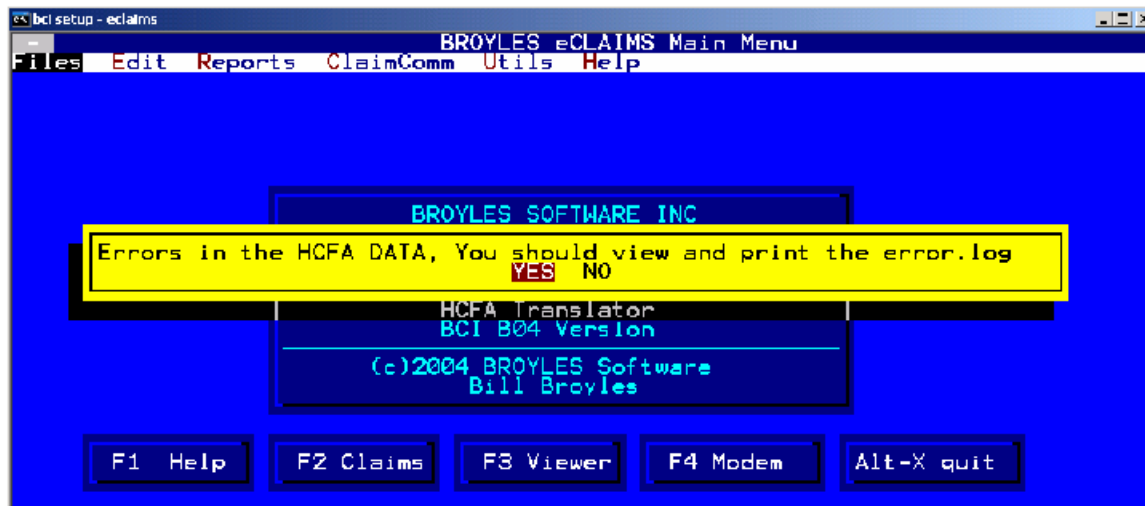 bci setup - eclaims
BROYLES eCLAIMS Main Menu
Files Edit Reports ClaimComm Utils Help
BROYLES SOFTWARE INC
Errors in the HCFA DATA, You should view and print the error.log
YES NO
HCFA Translator
BCI B04 Version
(c)2004 BROYLES Software
Bill Broyles
F1 Help F2 Claims F3 Viewer F4 Modem Alt-X quit